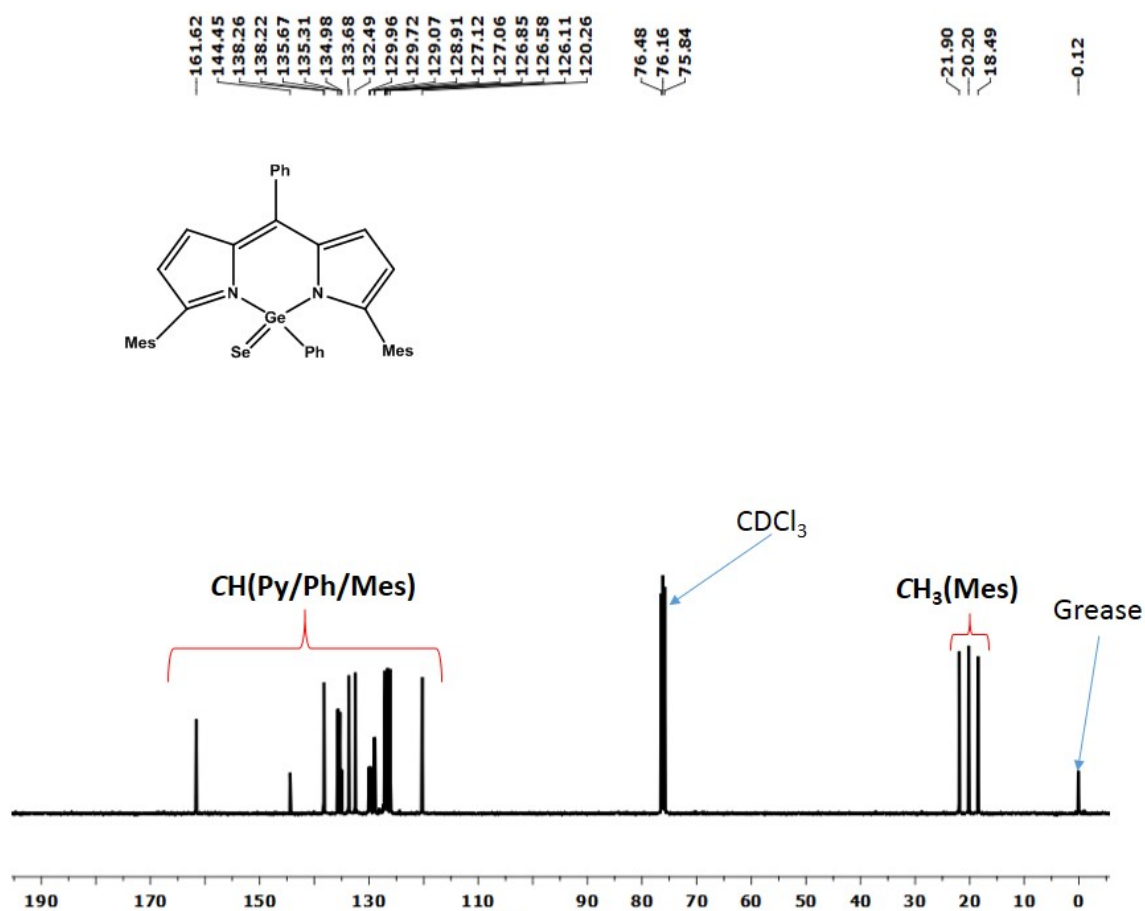 161.62
144.45
138.26
138.22
135.67
135.31
134.98
133.68
132.49
129.96
129.72
129.07
128.91
127.12
127.06
126.85
126.58
126.11
120.26
76.48
76.16
75.84
21.90
20.20
18.49
-0.12
Ph
N
N
Ge
Se
Ph
Mes
Mes
CDCl₃
CH(Py/Ph/Mes)
CH₃(Mes)
Grease
190 170 150 130 110 90 80 70 60 50 40 30 20 10 0